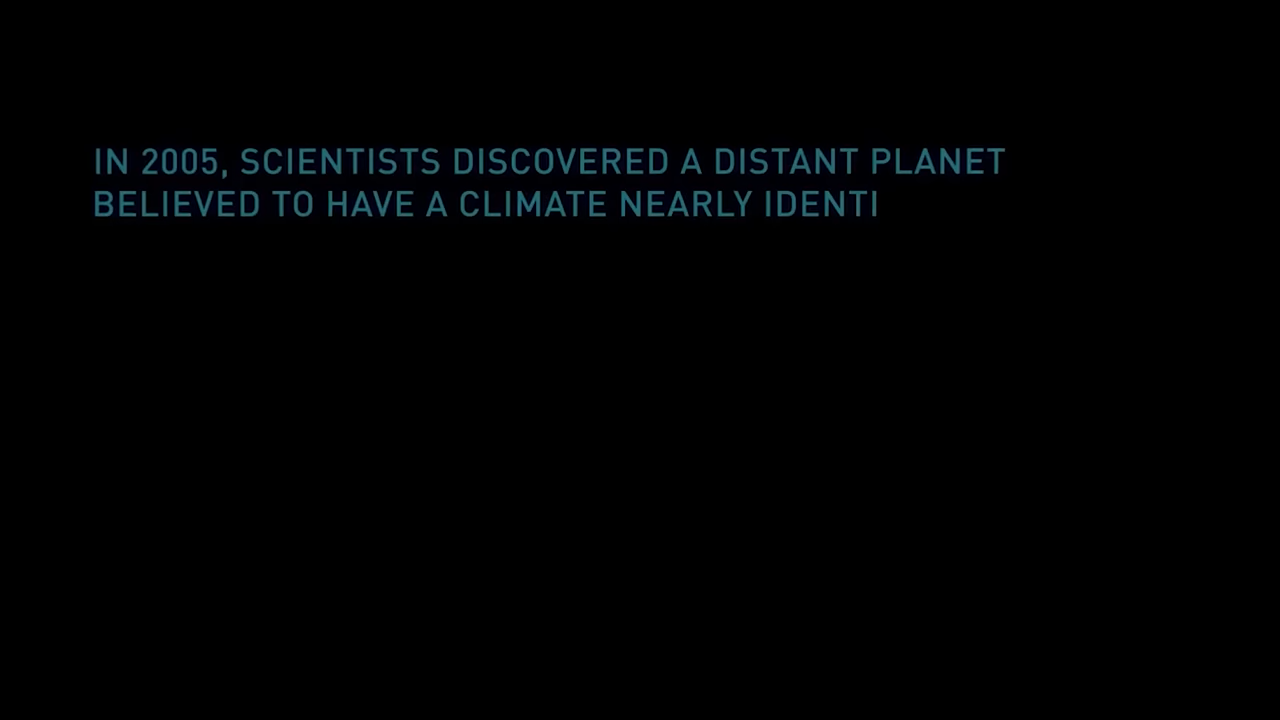 IN 2005, SCIENTISTS DISCOVERED A DISTANT PLANET
BELIEVED TO HAVE A CLIMATE NEARLY IDENTI